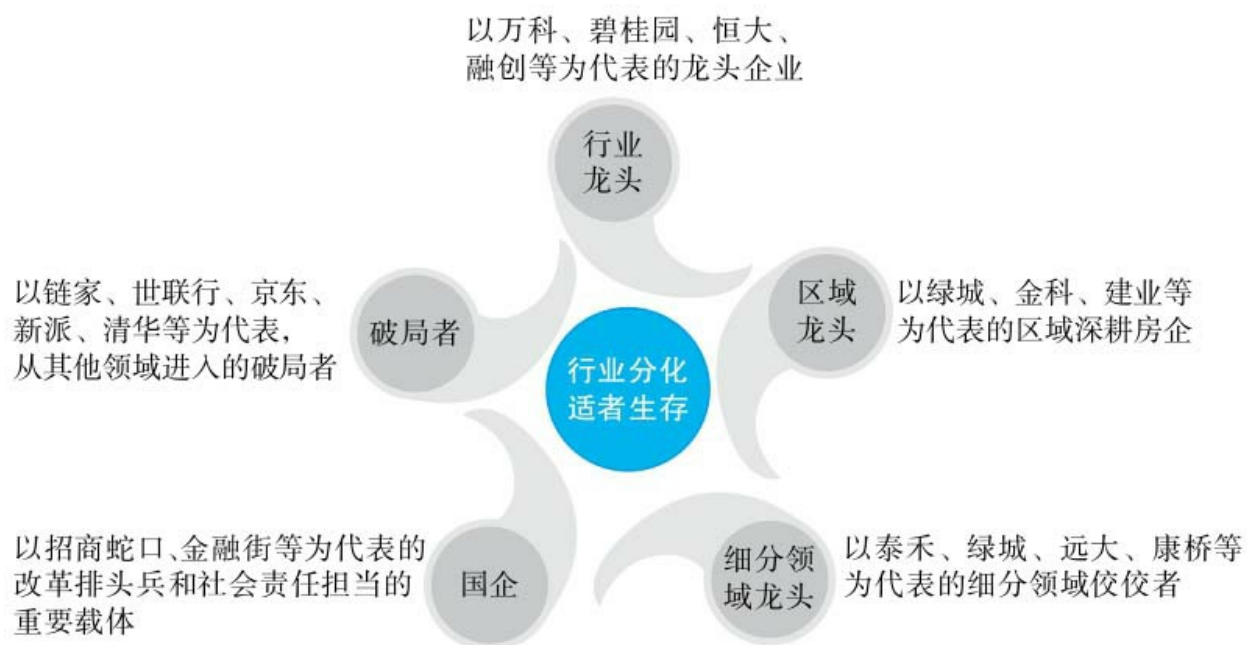 以万科、碧桂园、恒大、
融创等为代表的龙头企业
行业
龙头
区域
龙头
以绿城、金科、建业等
为代表的区域深耕房企
以链家、世联行、京东、
新派、清华等为代表，
从其他领域进入的破局者
破局者
行业分化
适者生存
以招商蛇口、金融街等为代表的
改革排头兵和社会责任担当的
重要载体
国企
细分领
域龙头
以泰禾、绿城、远大、康桥等
为代表的细分领域佼佼者